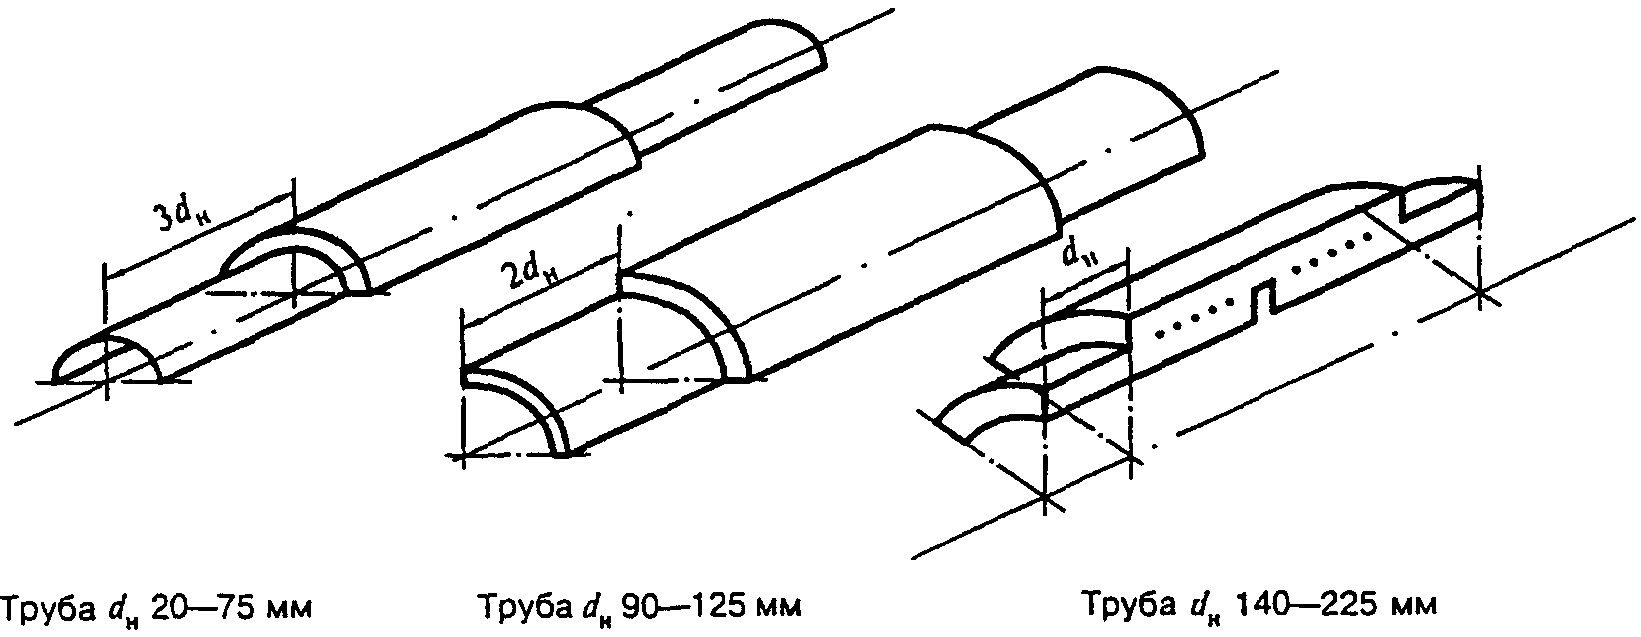 3dн
2dн
dн
Труба dн 20—75 мм
Труба dн 90—125 мм
Труба dн 140—225 мм